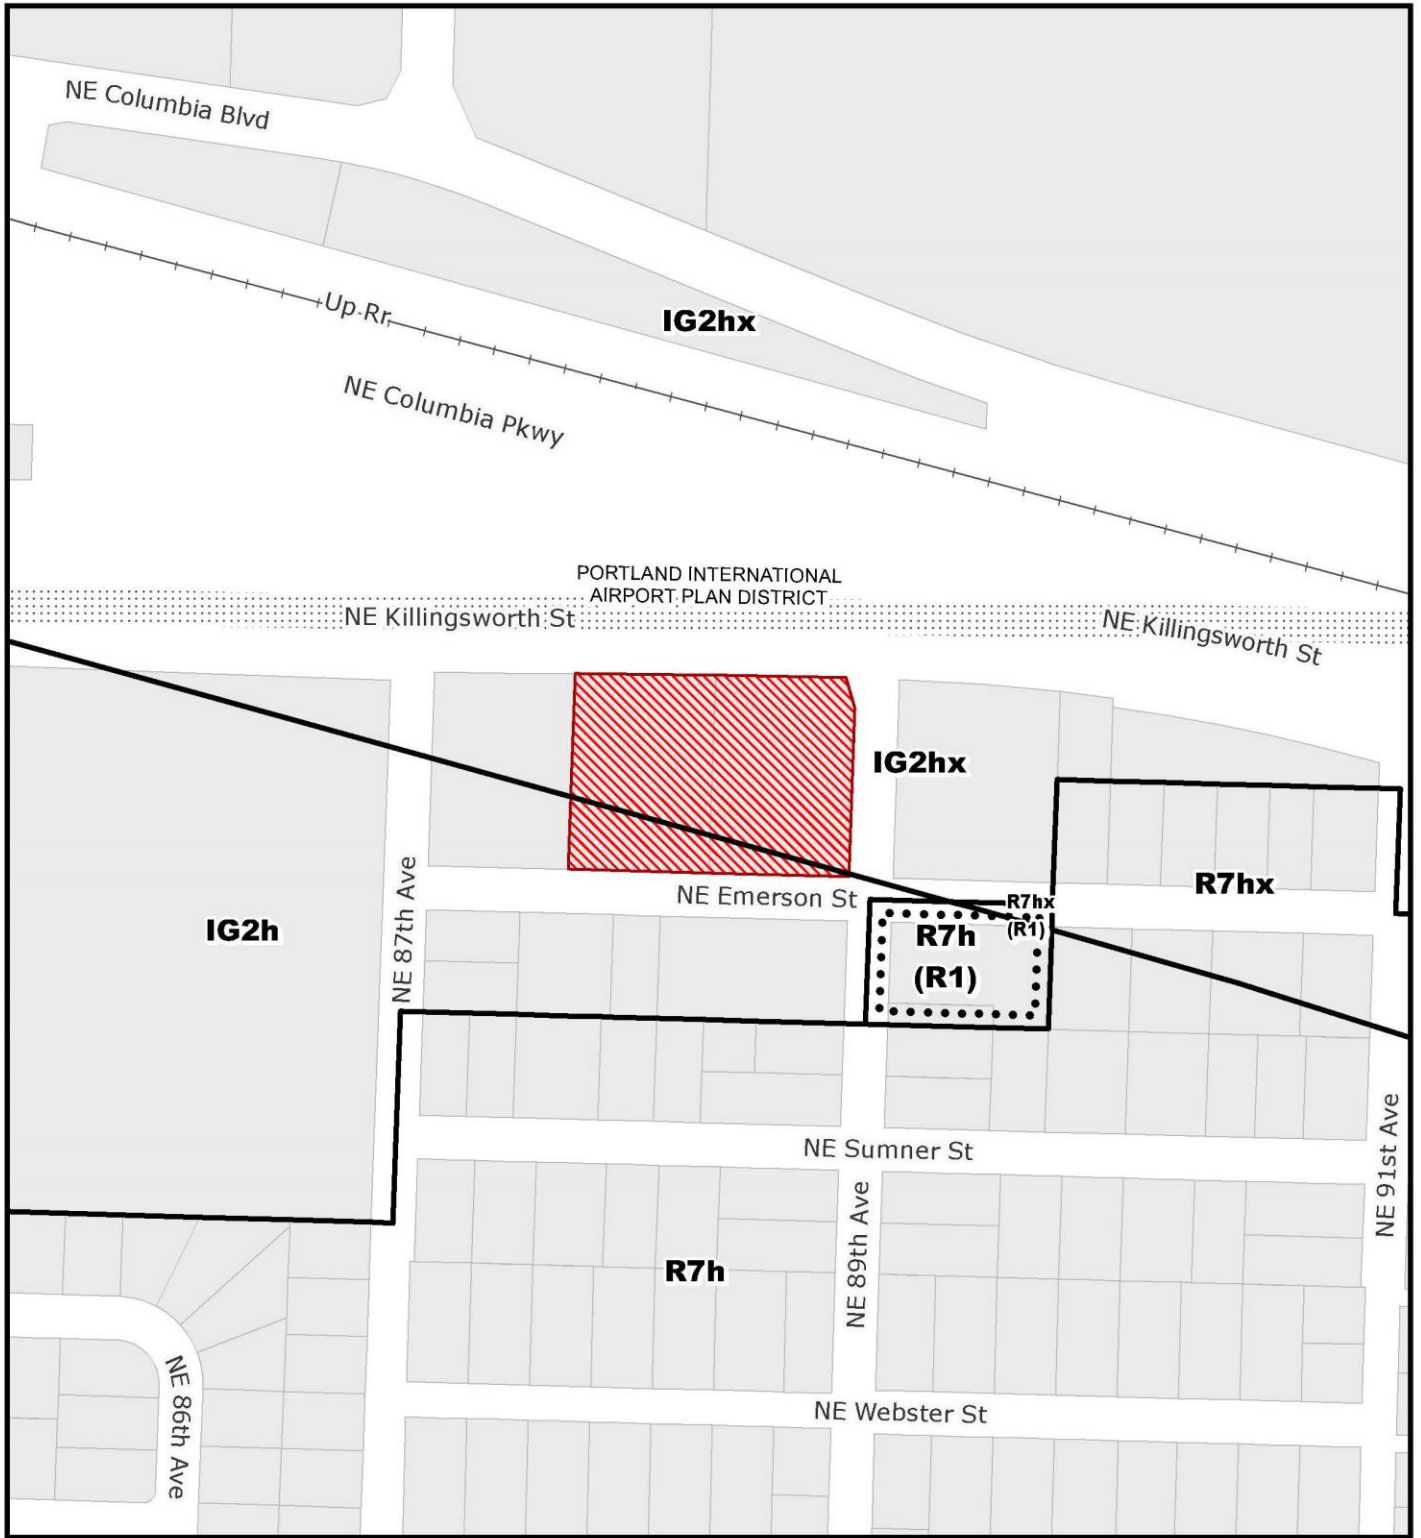 NE Columbia Blvd
Up Rr
IG2hx
NE Columbia Pkwy
PORTLAND INTERNATIONAL
AIRPORT PLAN DISTRICT
NE Killingsworth St
NE Killingsworth St
IG2hx
R7hx
NE Emerson St
R7hx
(R1)
IG2h
NE 87th Ave
R7h
(R1)
NE Sumner St
NE 91st Ave
NE 89th Ave
R7h
NE 86th Ave
NE Webster St